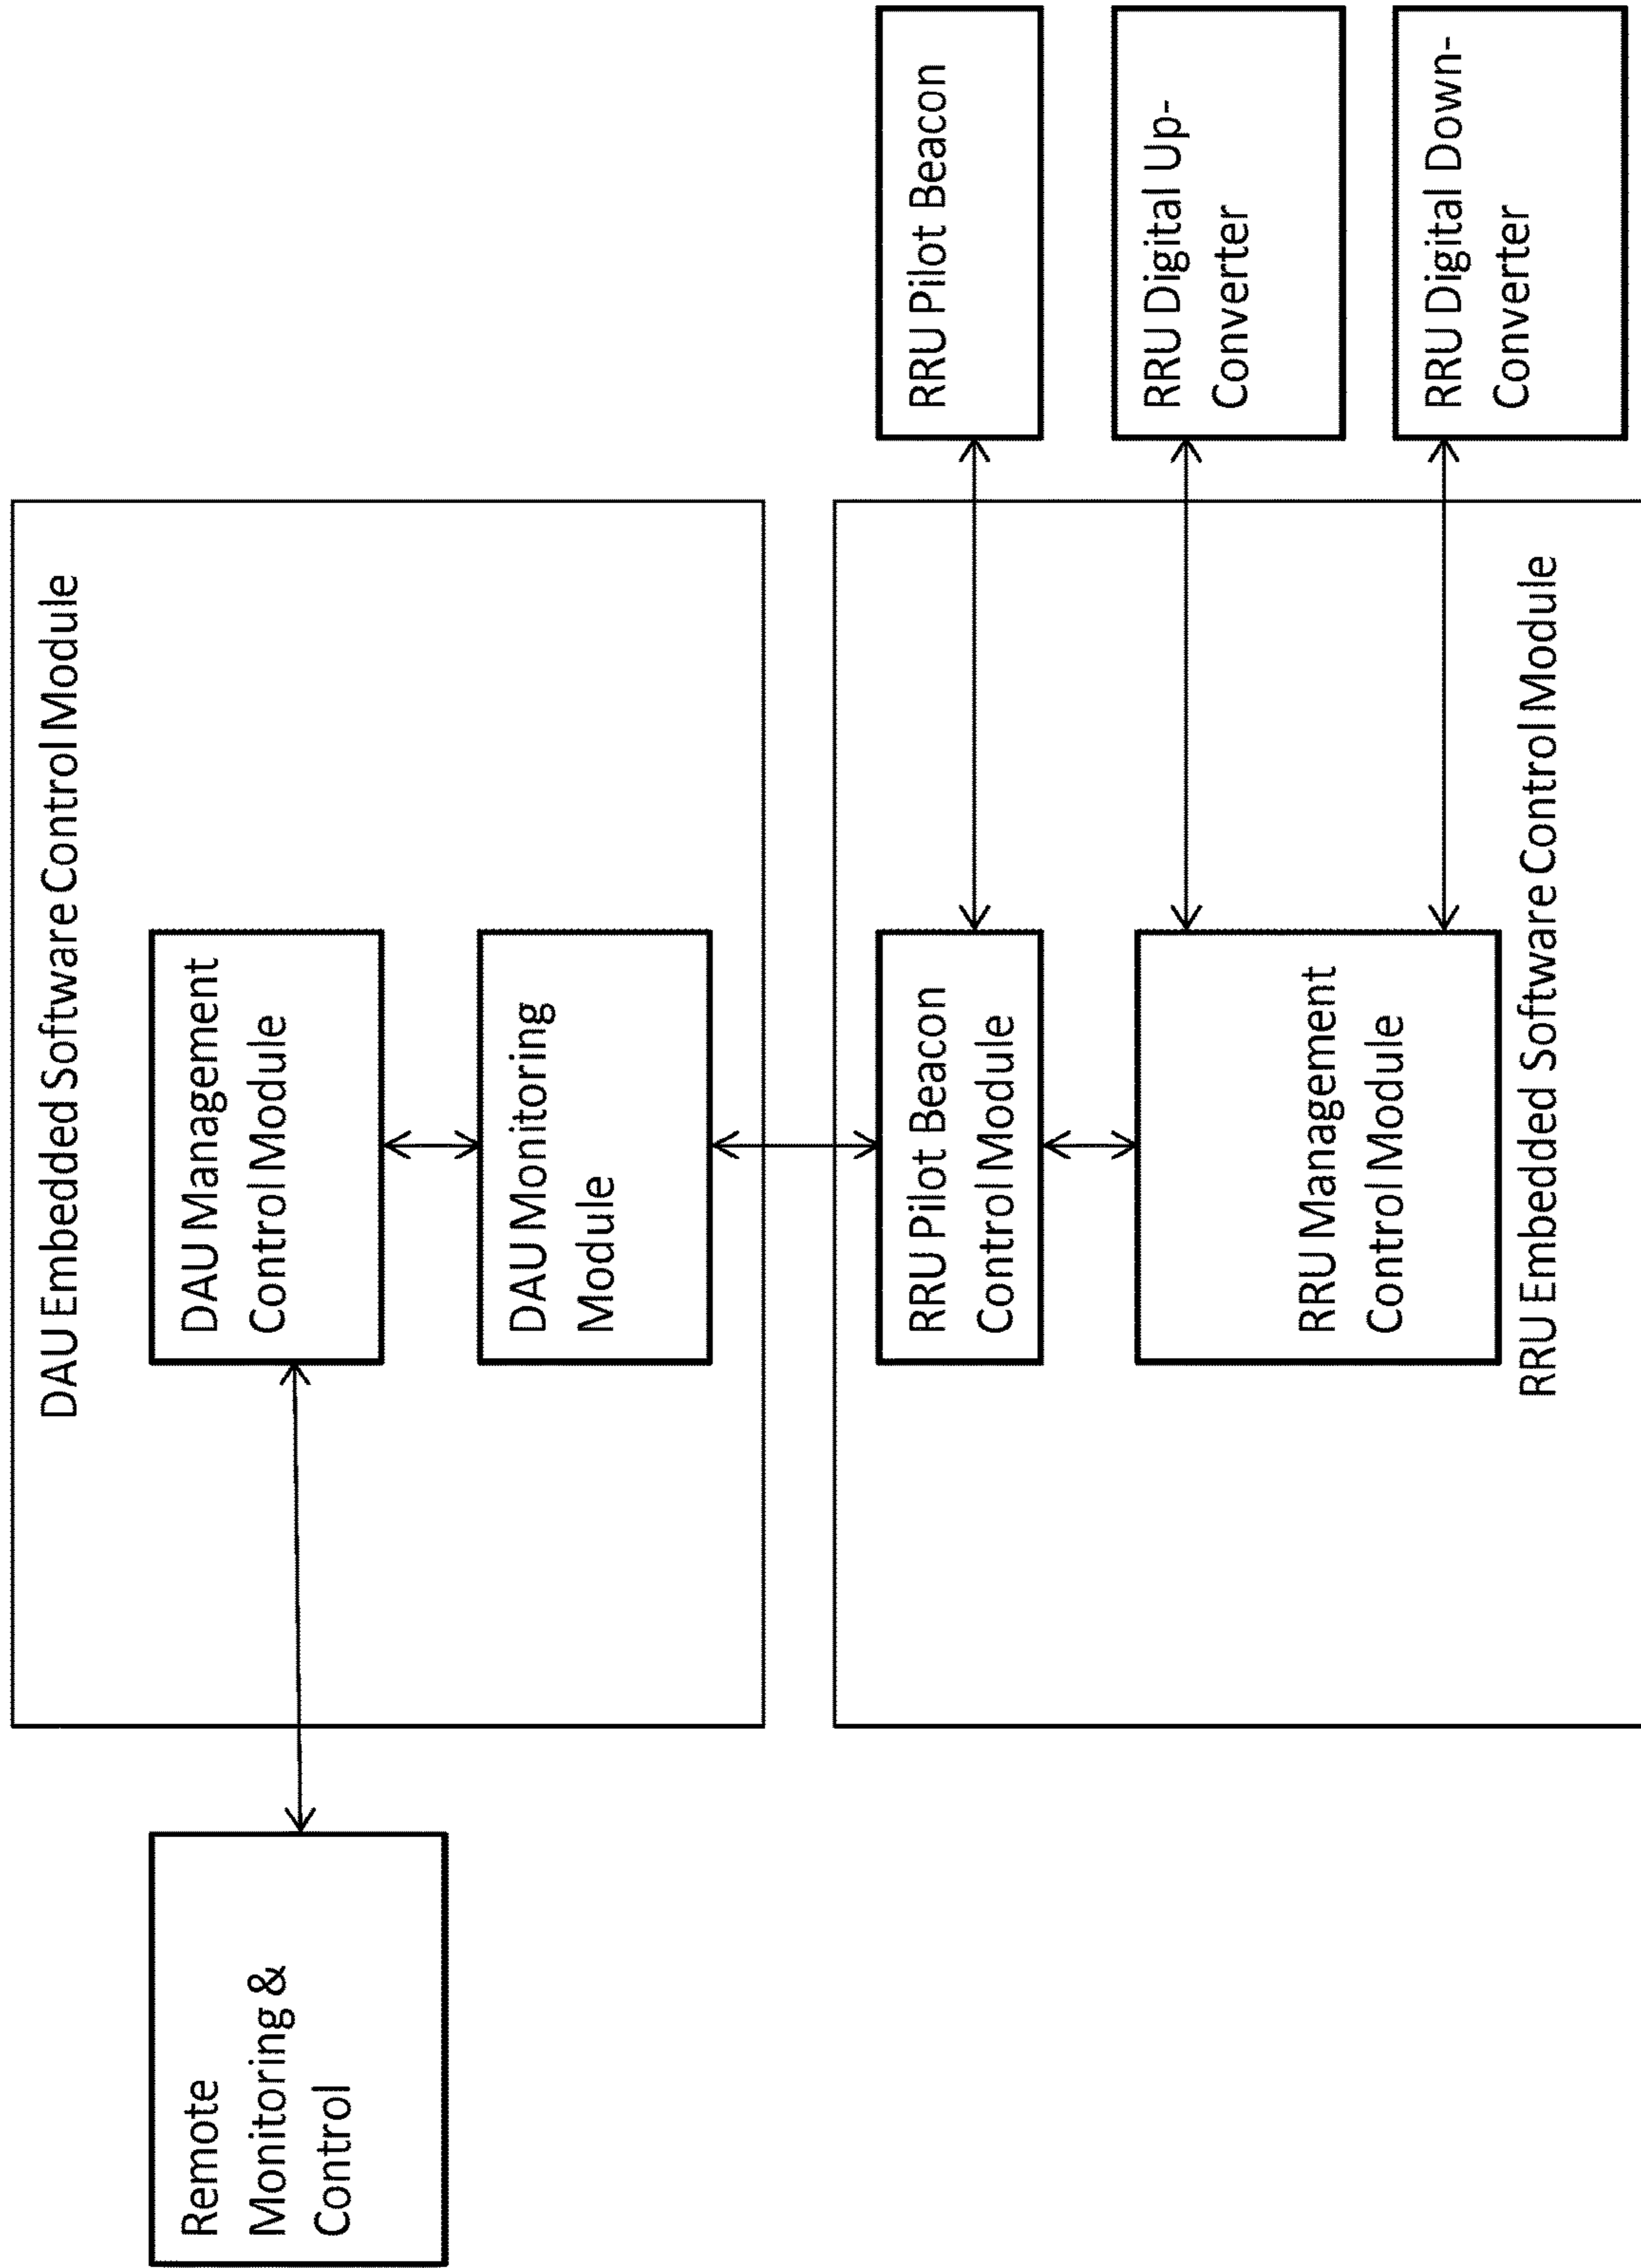 DAU Embedded Software Control Module
Remote
Monitoring &
Control
DAU Management
Control Module
DAU Monitoring
Module
RRU Pilot Beacon
Control Module
RRU Pilot Beacon
RRU Management
Control Module
RRU Digital Up-
Converter
RRU Digital Down-
Converter
RRU Embedded Software Control Module